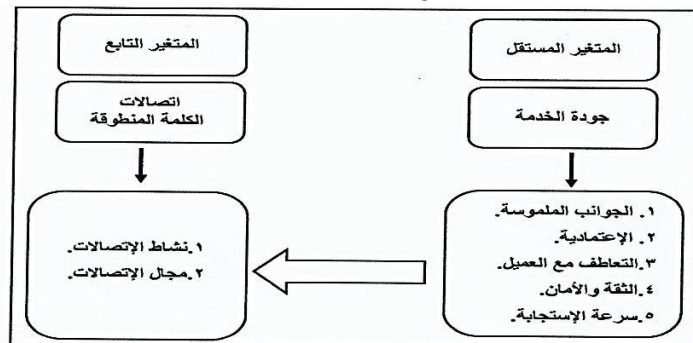 المتغير المستقل
جودة الخدمة
١. الجوانب الملموسة.
٢. الإعتمادية.
٣.التعاطف مع العميل.
٤.الثقة والأمان.
٥.سرعة الإستجابة.
المتغير التابع
اتصالات
الكلمة المنطوقة
١.نشاط الإتصالات.
٢.مجال الإتصالات.